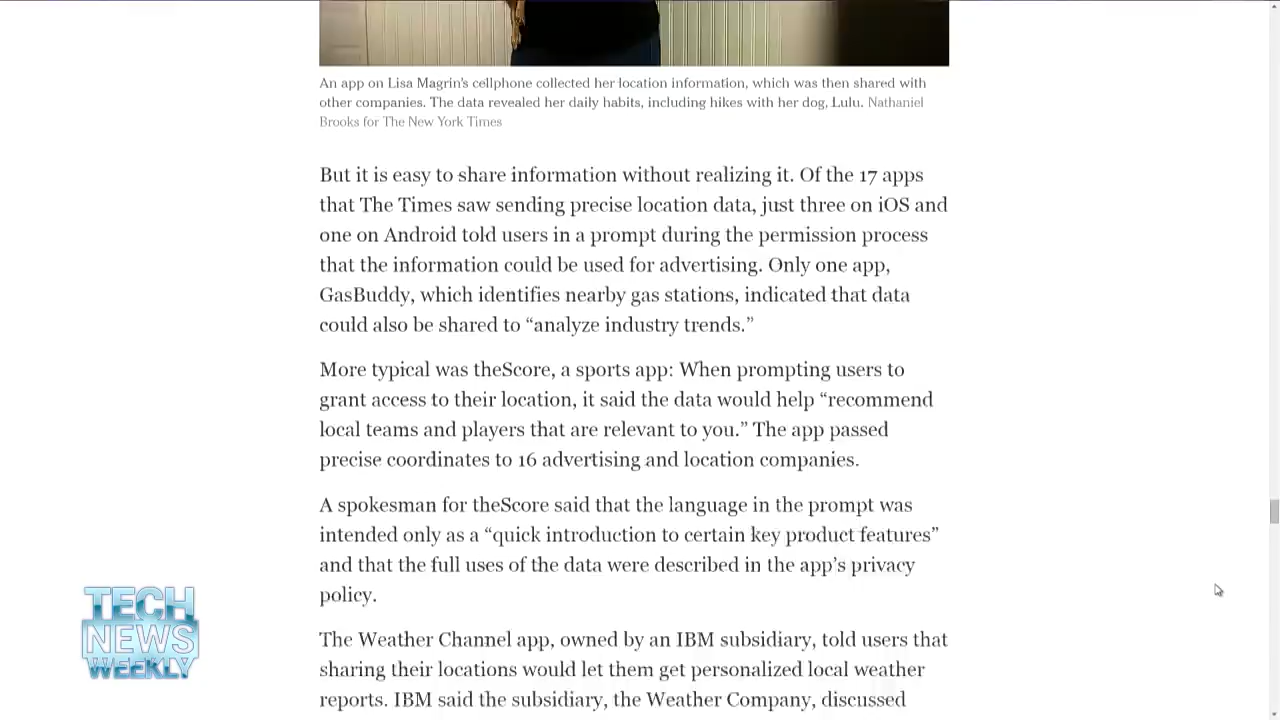 An app on Lisa Magrin's cellphone collected her location information, which was then shared with
other companies. The data revealed her daily habits, including hikes with her dog, Lulu. Nathaniel
Brooks for The New York Times
But it is easy to share information without realizing it. Of the 17 apps
that The Times saw sending precise location data, just three on iOS and
one on Android told users in a prompt during the permission process
that the information could be used for advertising. Only one app,
GasBuddy, which identifies nearby gas stations, indicated that data
could also be shared to “analyze industry trends.”
More typical was theScore, a sports app: When prompting users to
grant access to their location, it said the data would help “recommend
local teams and players that are relevant to you.” The app passed
precise coordinates to 16 advertising and location companies.
A spokesman for theScore said that the language in the prompt was
intended only as a “quick introduction to certain key product features”
and that the full uses of the data were described in the app’s privacy
policy.
The Weather Channel app, owned by an IBM subsidiary, told users that
sharing their locations would let them get personalized local weather
reports. IBM said the subsidiary, the Weather Company, discussed
TECH
NEWS
WEEKLY